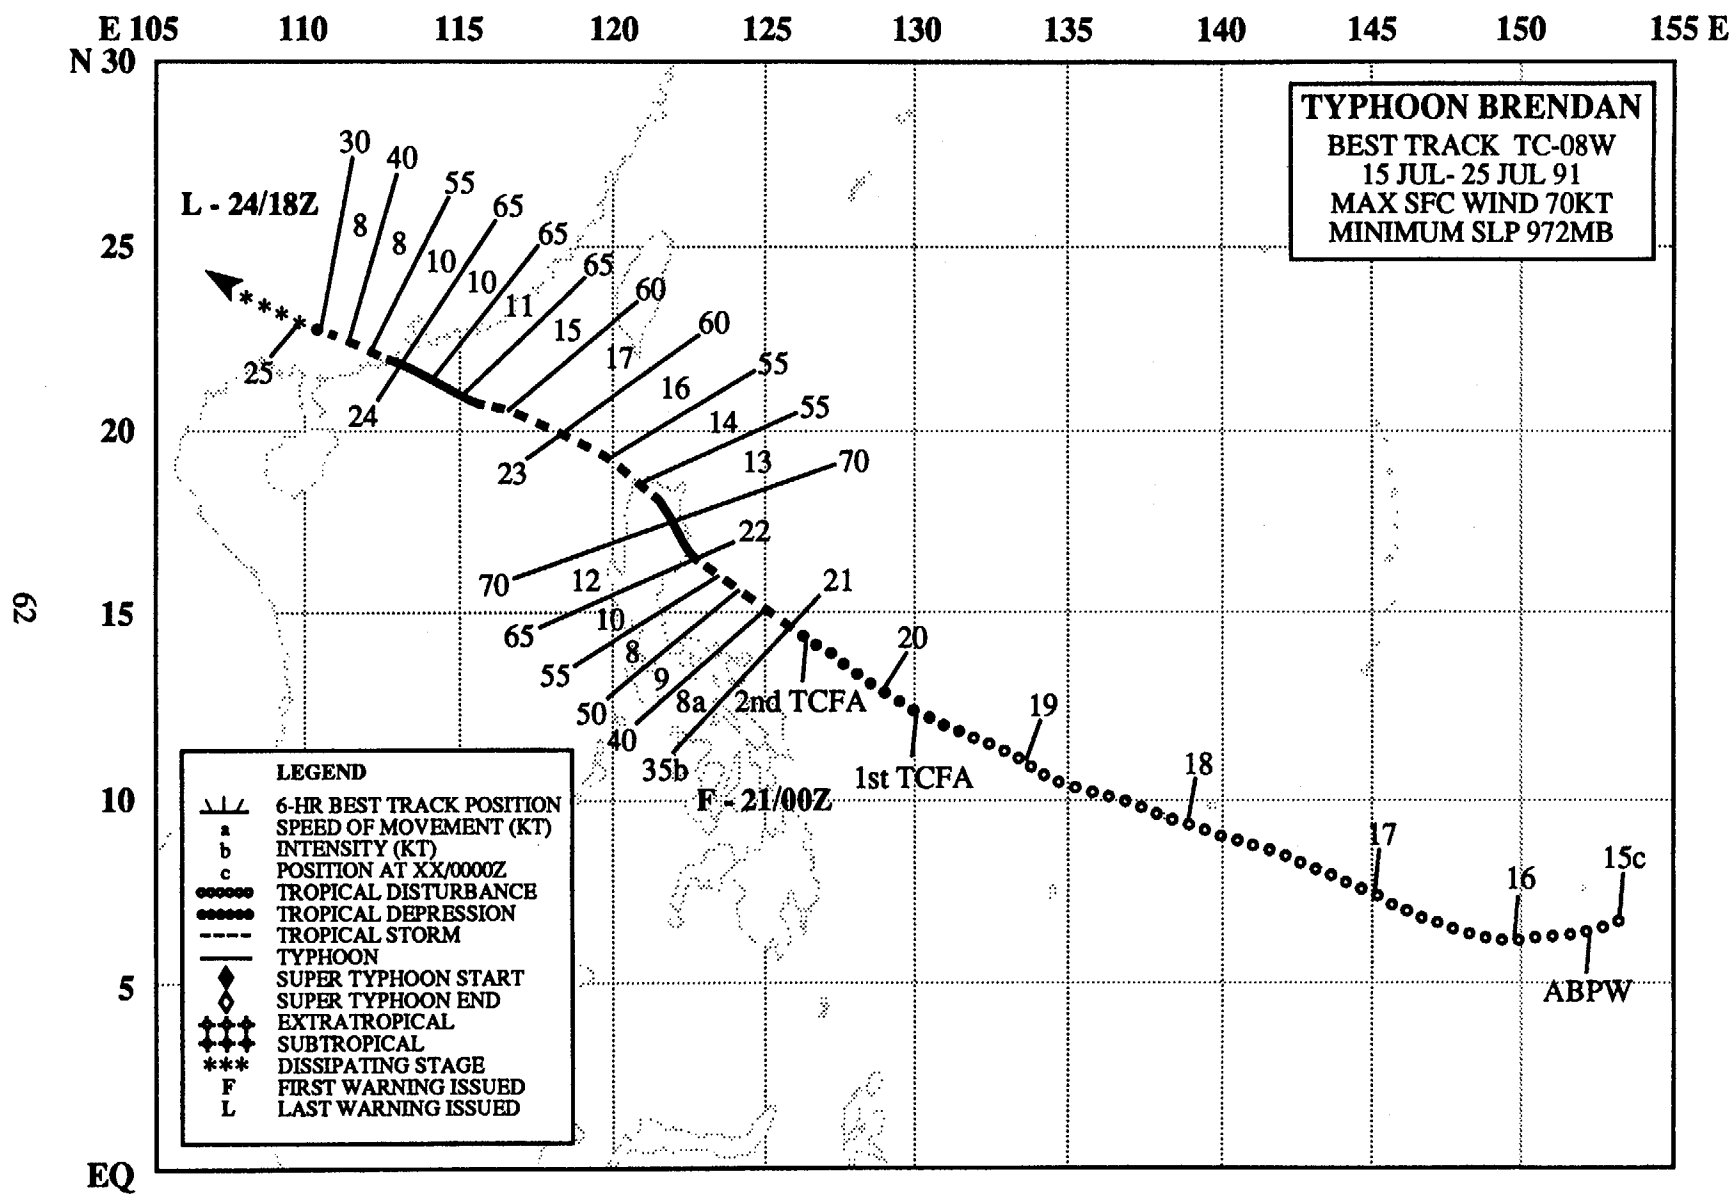 E 105 110 115 120 125 130 135 140 145 150 155 E
N 30
TYPHOON BRENDAN
BEST TRACK TC-08W
15 JUL- 25 JUL 91
MAX SFC WIND 70KT
MINIMUM SLP 972MB
30
40
55
L - 24/18Z
8
65
8
65
25
10
65
10
60
11
15
60
17
55
25
16
24
55
20
14
23
13
70
22
70
12
21
15
10
65
20
8
55
9
8a
2nd TCFA
50
19
40
35b
1st TCFA
18
F - 21/00Z
10
17
15c
16
5
ABPW
EQ
62
LEGEND
6-HR BEST TRACK POSITION
a SPEED OF MOVEMENT (KT)
b INTENSITY (KT)
c POSITION AT XX/0000Z
TROPICAL DISTURBANCE
TROPICAL DEPRESSION
TROPICAL STORM
TYPHOON
SUPER TYPHOON START
SUPER TYPHOON END
EXTRATROPICAL
SUBTROPICAL
*** DISSIPATING STAGE
F FIRST WARNING ISSUED
L LAST WARNING ISSUED